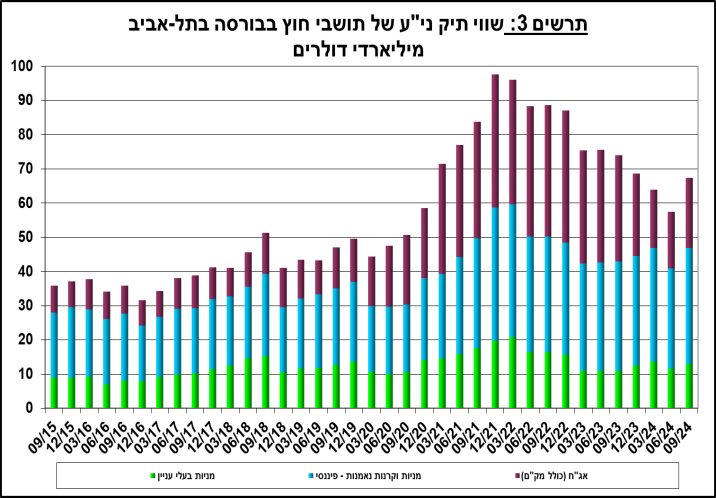 תרשים 3: שווי תיק ני"ע של תושבי חוץ בבורסה בתל-אביב
מיליארדי דולרים
100
90
80
70
60
50
40
30
20
10
0
09/15 12/15 03/16 06/16 09/16 12/16 03/17 06/17 09/17 12/17 03/18 06/18 09/18 12/18 03/19 06/19 09/19 12/19 03/20 06/20 09/20 12/20 03/21 06/21 09/21 12/21 03/22 06/22 09/22 12/22 03/23 06/23 09/23 12/23 03/24 06/24 09/24
אג"ח (כולל מק"ם) מניות וקרנות נאמנות - פיננסי מניות בעלי עניין